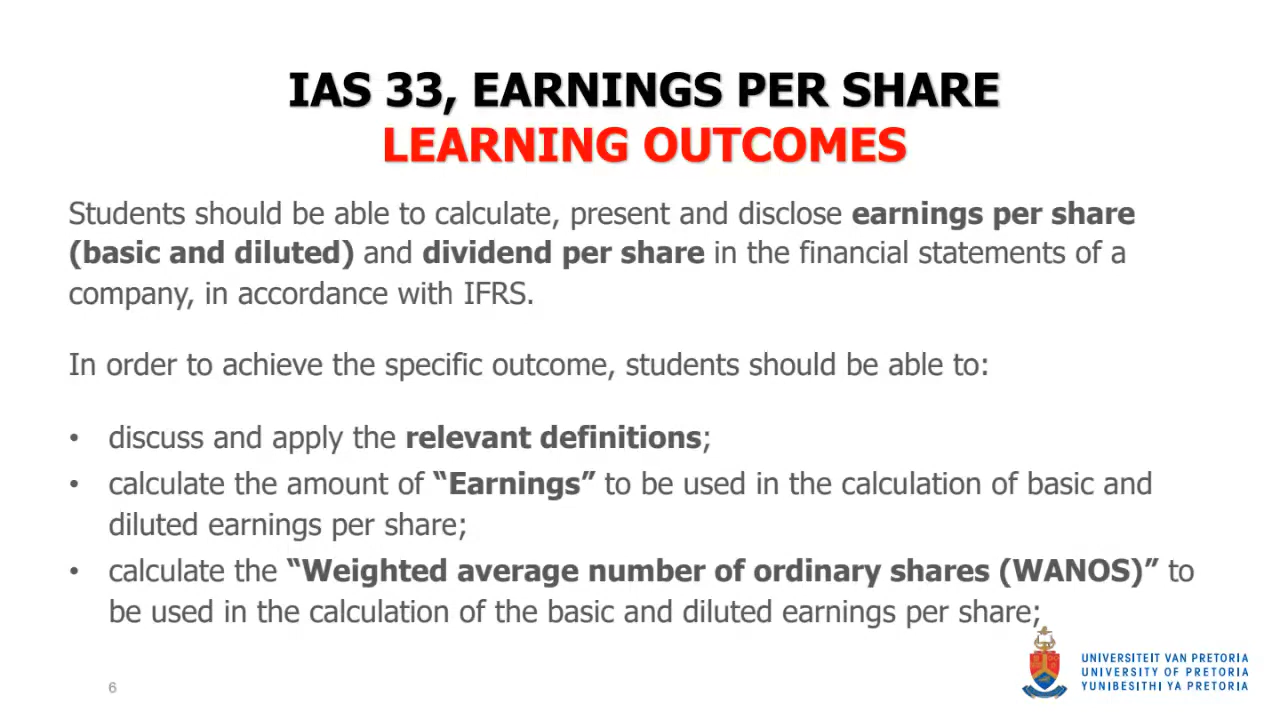 IAS 33, EARNINGS PER SHARE
LEARNING OUTCOMES
Students should be able to calculate, present and disclose earnings per share
(basic and diluted) and dividend per share in the financial statements of a
company, in accordance with IFRS.
In order to achieve the specific outcome, students should be able to:
• discuss and apply the relevant definitions;
• calculate the amount of “Earnings” to be used in the calculation of basic and
diluted earnings per share;
• calculate the “Weighted average number of ordinary shares (WANOS)” to
be used in the calculation of the basic and diluted earnings per share;
6
UNIVERSITEIT VAN PRETORIA
UNIVERSITY OF PRETORIA
YUNIBESITHI YA PRETORIA